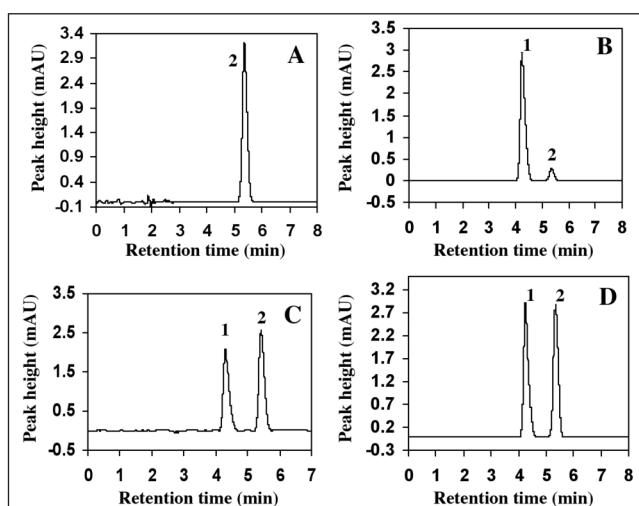 3.4
2.9
2.4
1.9
1.4
0.9
0.4
-0.1
Peak height (mAU)
2
A
0 1 2 3 4 5 6 7 8
Retention time (min)
3.5
3
2.5
2
1.5
1
0.5
0
-0.5
Peak height (mAU)
1
2
B
0 1 2 3 4 5 6 7 8
Retention time (min)
3.5
2.5
1.5
0.5
-0.5
Peak height (mAU)
1 2
C
0 1 2 3 4 5 6 7
Retention time (min)
3.2
2.7
2.2
1.7
1.2
0.7
0.2
-0.3
Peak height (mAU)
1 2
D
0 1 2 3 4 5 6 7 8
Retention time (min)